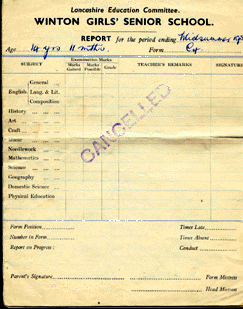 Lancashire Education Committee.
WINTON GIRLS' SENIOR SCHOOL.
REPORT for the period ending Midsummer
Age 14 yrs 11 mths Form C4
SUBJECT Examination Marks TEACHER'S REMARKS SIGNATURE
Marks Gained Marks Possible Grade
General
English Lang. & Lit.
Composition
History
Art
Craft
Needlework
Mathematics
Science
Geography
Domestic Science
Physical Education
CANCELLED
Form Position Times Late
Number in Form Times Absent
Report on Progress: Conduct
Parent's Signature Form Mistress
Head Mistress